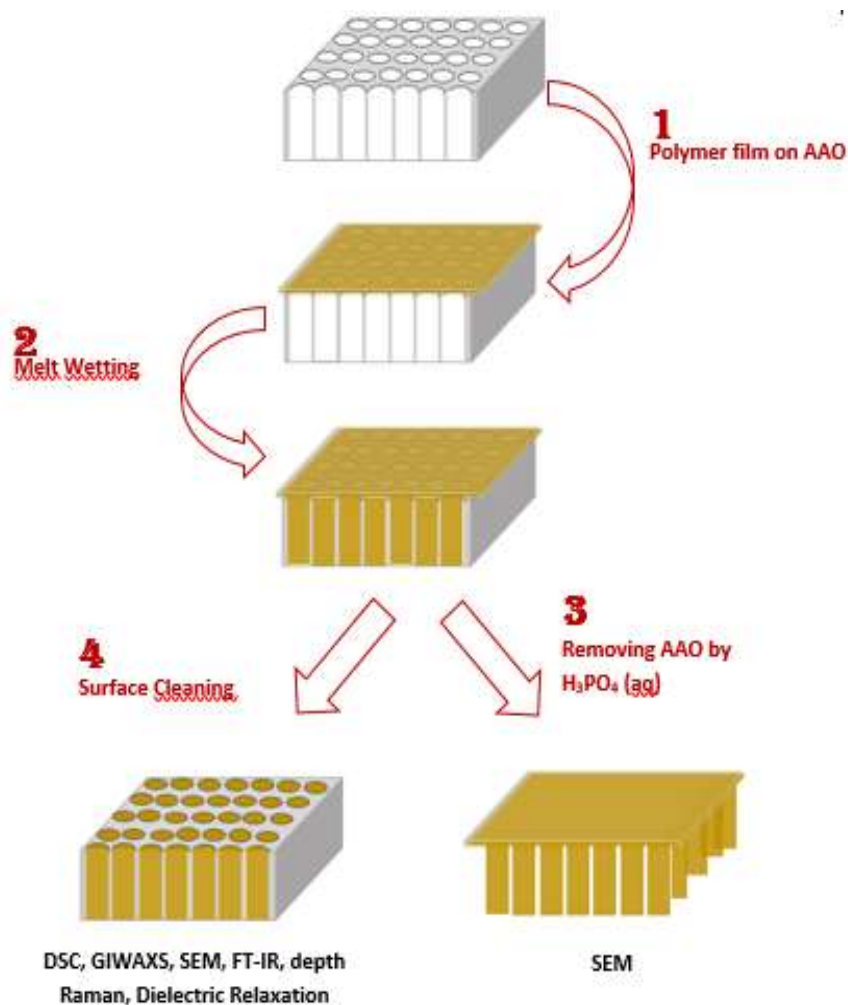 1
Polymer film on AAO
2
Melt Wetting
3
Removing AAO by
H₃PO₄ (aq)
4
Surface Cleaning
DSC, GIWAXS, SEM, FT-IR, depth
Raman, Dielectric Relaxation
SEM